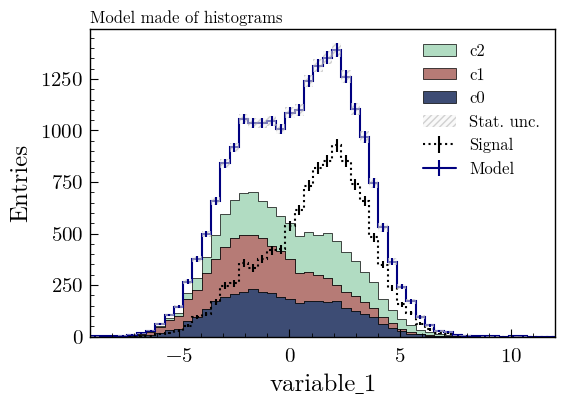 Model made of histograms
Entries
1250
1000
750
500
250
0
−5
0
5
10
variable_1
c2
c1
c0
Stat. unc.
Signal
Model